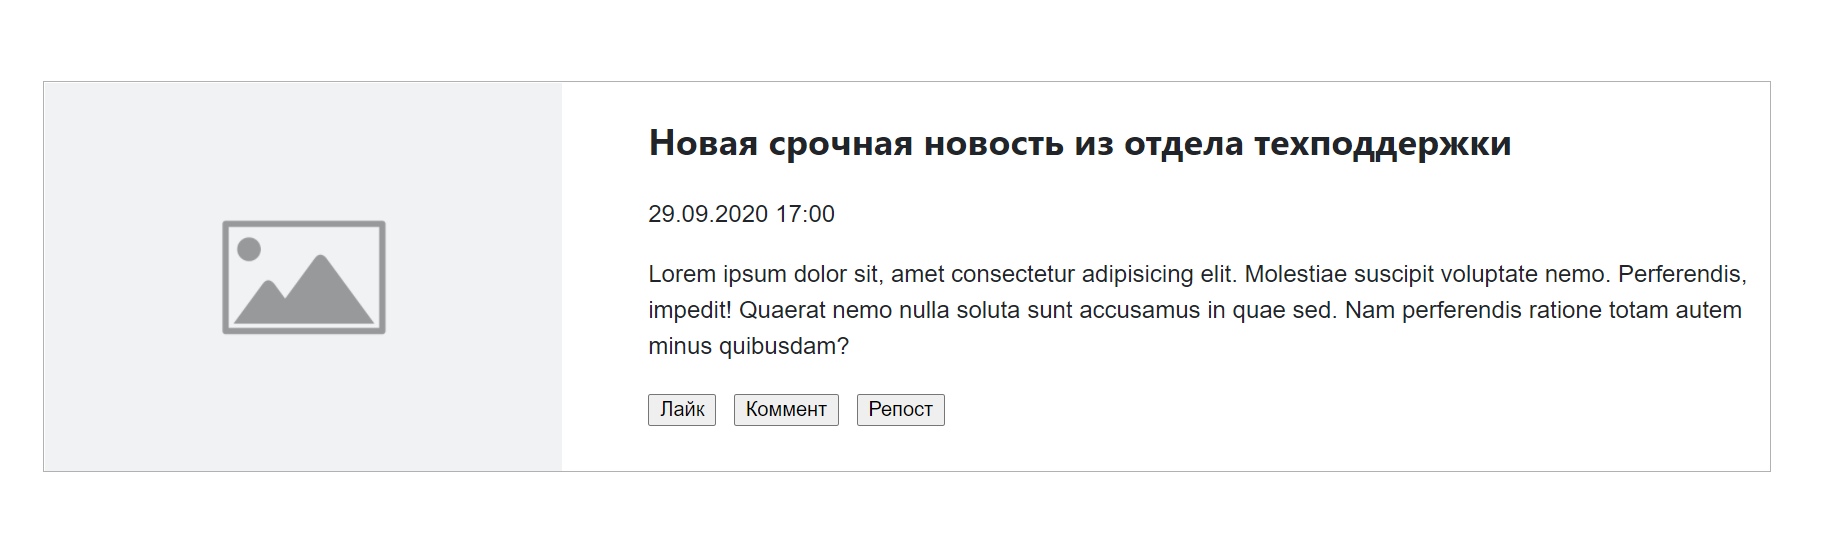 Новая срочная новость из отдела техподдержки
29.09.2020 17:00
Lorem ipsum dolor sit, amet consectetur adipisicing elit. Molestiae suscipit voluptate nemo. Perferendis,
impedit! Quaerat nemo nulla soluta sunt accusamus in quae sed. Nam perferendis ratione totam autem
minus quibusdam?
Лайк Коммент Репост